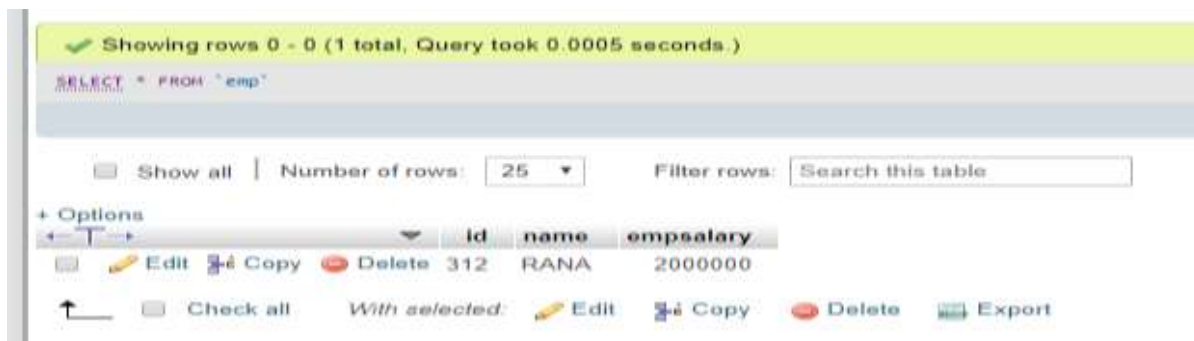 Showing rows 0 - 0 (1 total, Query took 0.0005 seconds.)
SELECT * FROM `emp`
Show all | Number of rows: 25 Filter rows: Search this table
+ Options
←T→ id name empsalary
Edit Copy Delete 312 RANA 2000000
Check all With selected: Edit Copy Delete Export